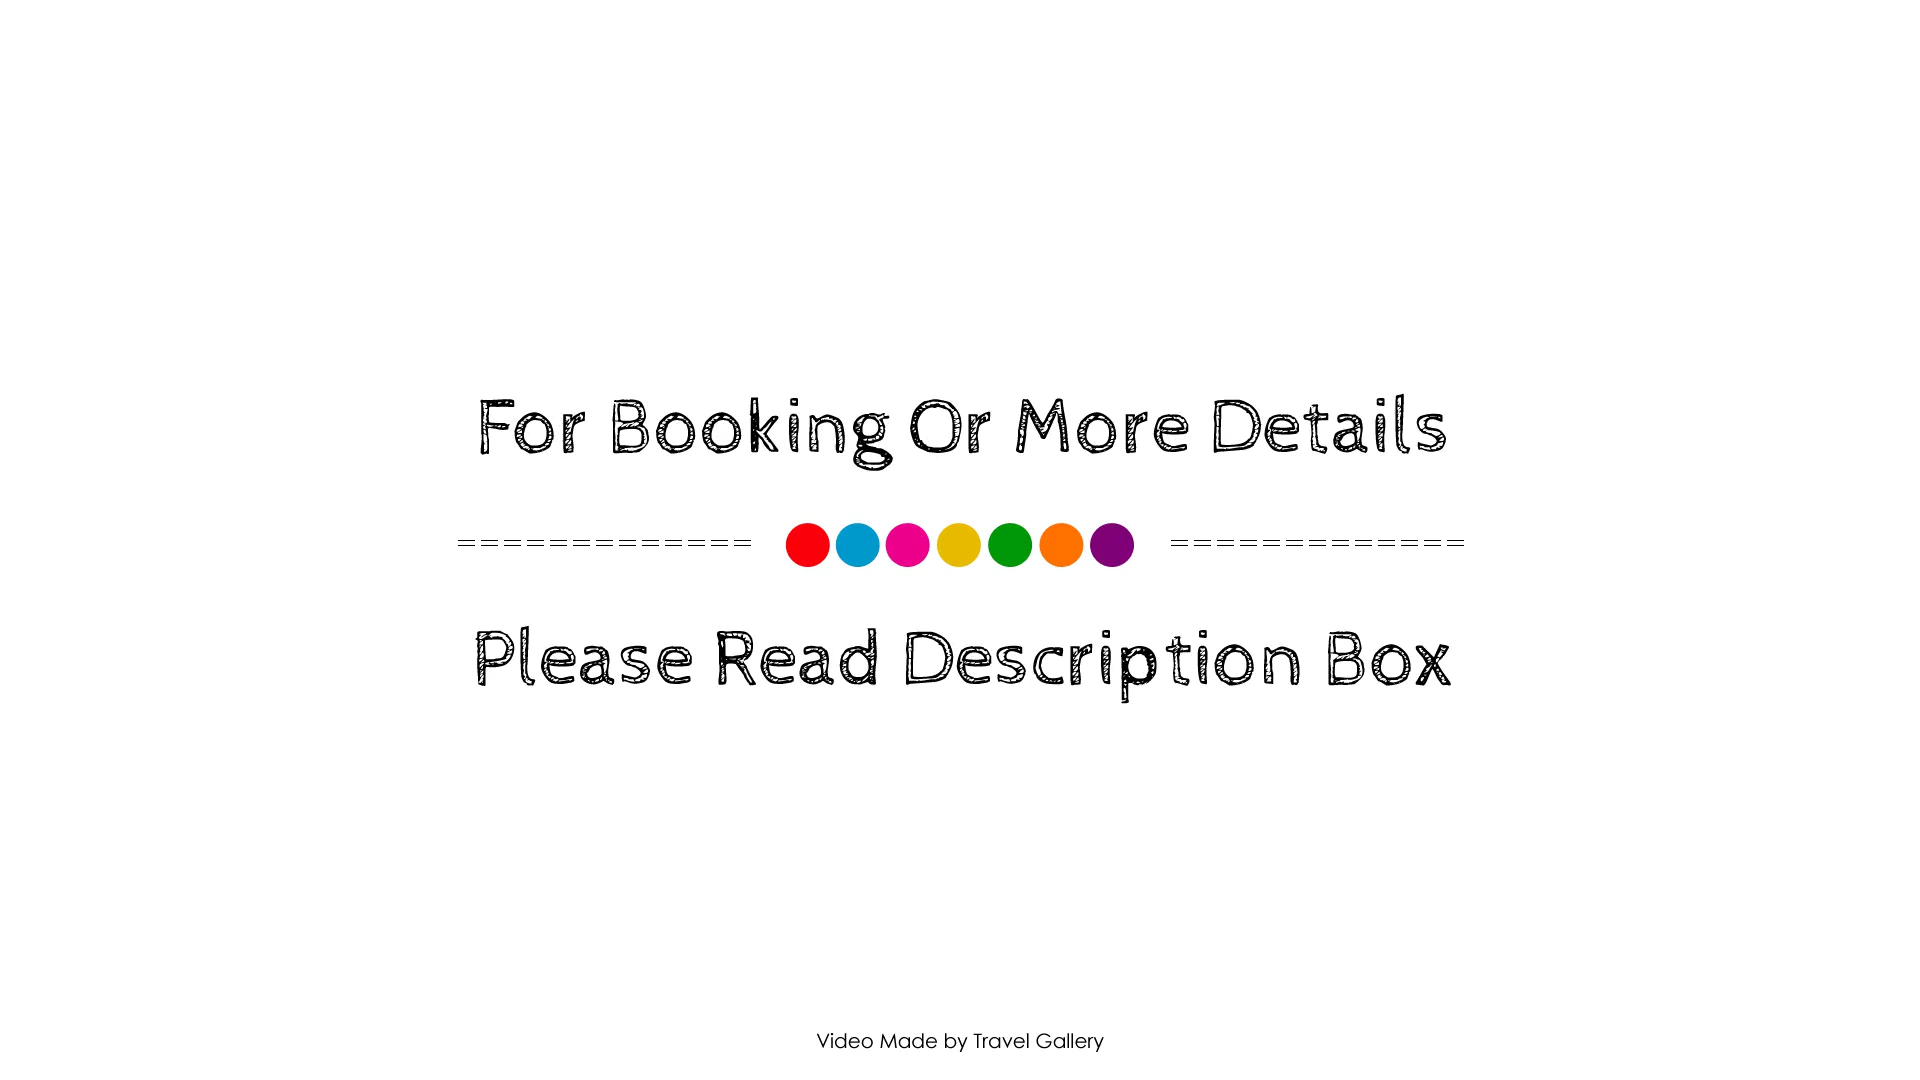 For Booking Or More Details
============= =============
Please Read Description Box
Video Made by Travel Gallery